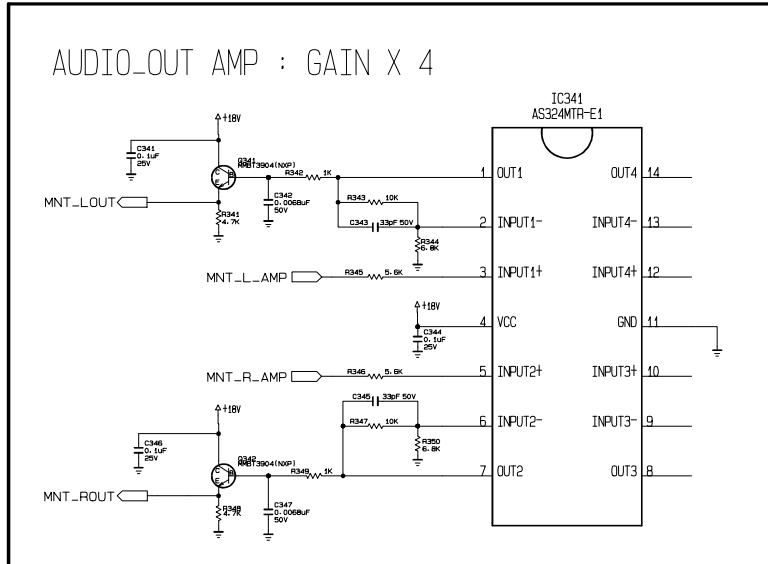 AUDIO_OUT AMP : GAIN X 4
IC341
AS324MTR-E1
+18V
C341
0.1uF
25V
Q341
MMBT3904(NXP)
C
B
E
R342 1K
1 OUT1
OUT4 14
MNT_LOUT
R341
4.7K
C342
0.0068uF
50V
R343 10K
C343 33pF 50V
2 INPUT1-
INPUT4- 13
R344
6.8K
MNT_L_AMP
R345 5.6K
3 INPUT1+
INPUT4+ 12
+18V
4 VCC
GND 11
C344
0.1uF
25V
MNT_R_AMP
R346 5.6K
5 INPUT2+
INPUT3+ 10
C345 33pF 50V
R347 10K
6 INPUT2-
INPUT3- 9
R350
6.8K
+18V
C346
0.1uF
25V
Q342
MMBT3904(NXP)
C
B
E
R349 1K
7 OUT2
OUT3 8
MNT_ROUT
R348
4.7K
C347
0.0068uF
50V